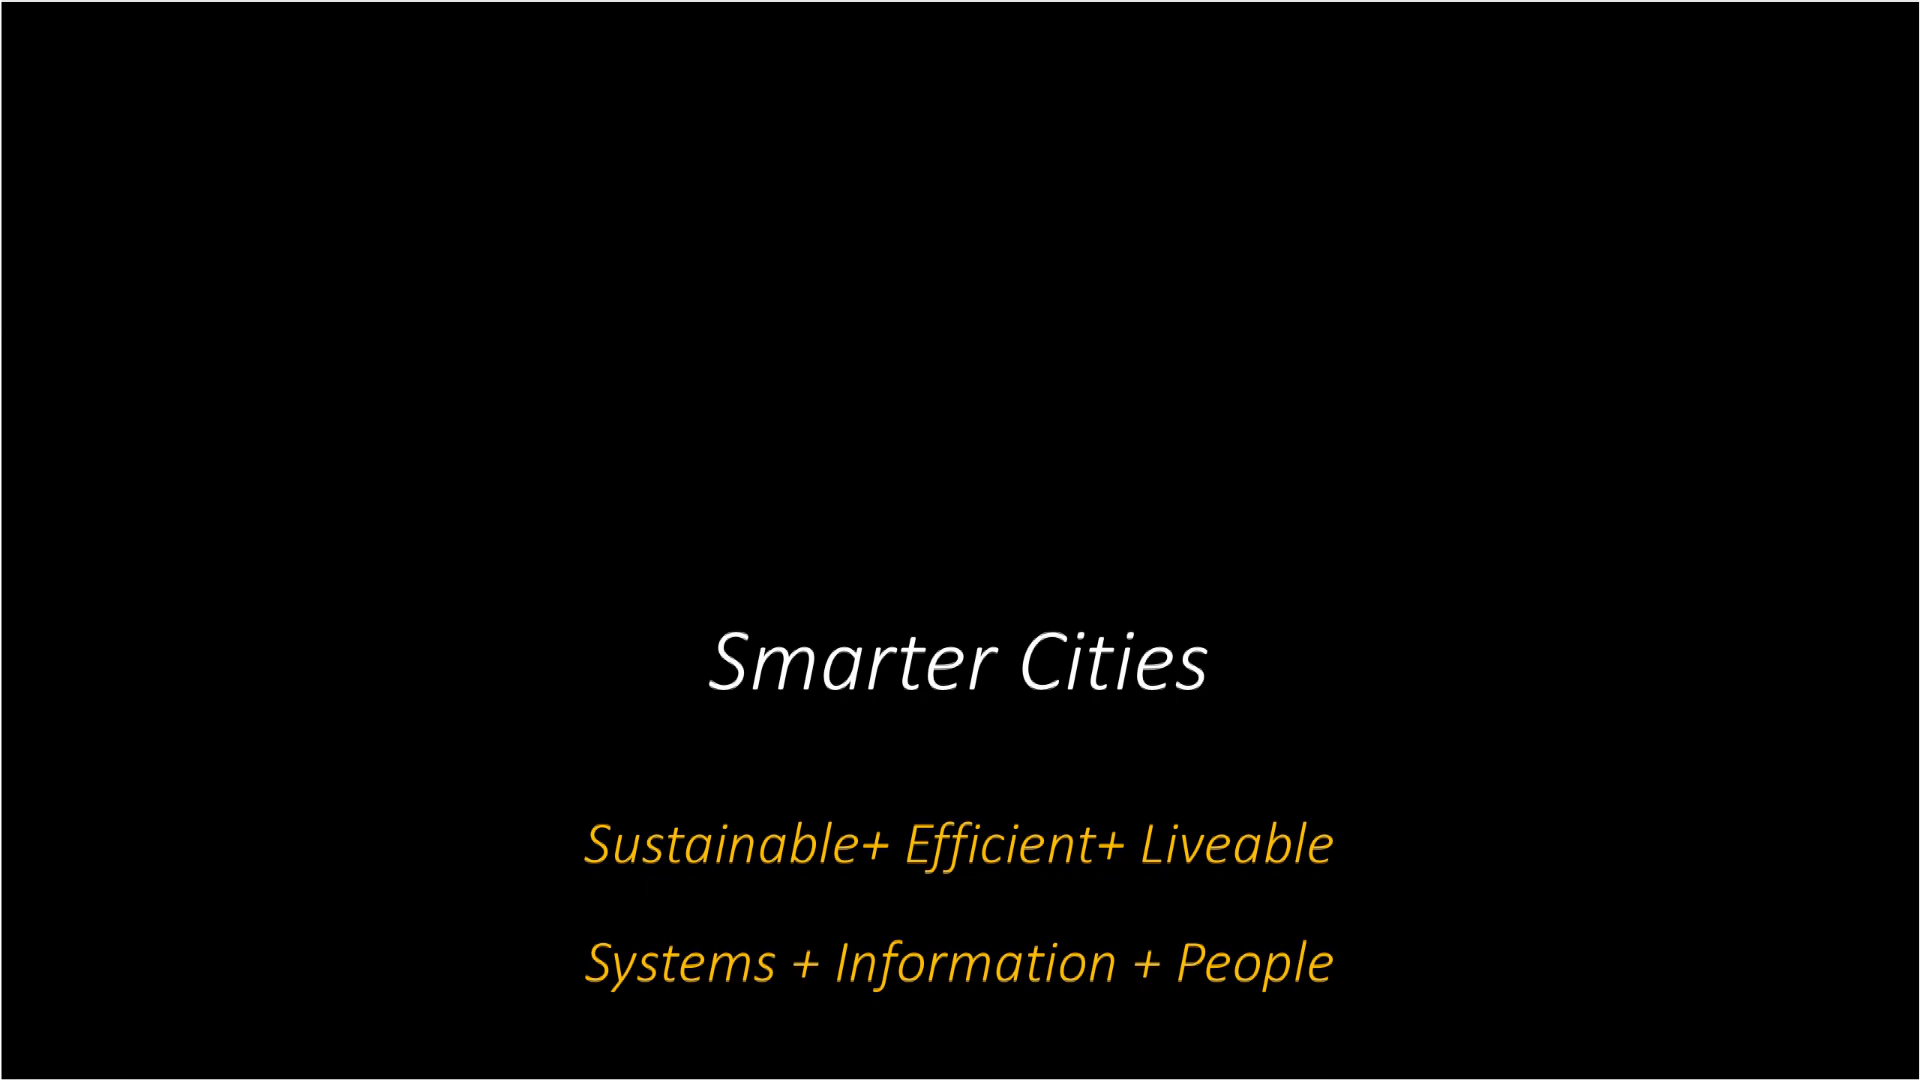 Smarter Cities
Sustainable+ Efficient+ Liveable
Systems + Information + People